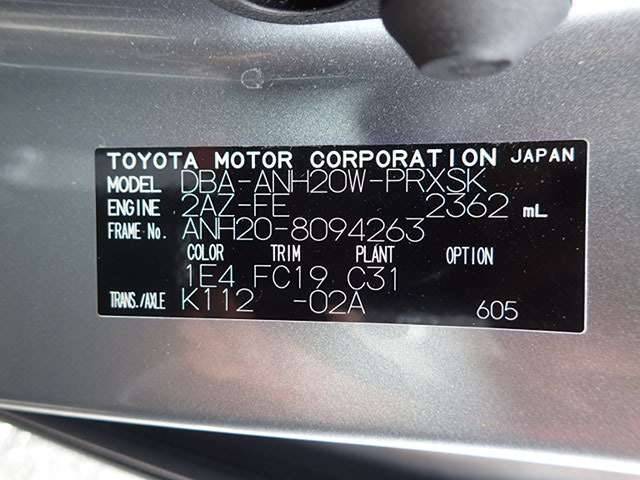 TOYOTA MOTOR CORPORATION JAPAN
MODEL DBA-ANH20W-PRXSK
ENGINE 2AZ-FE 2362 mL
FRAME No. ANH20-8094263
COLOR TRIM PLANT OPTION
1E4 FC19 C31
TRANS./AXLE K112 -02A 605